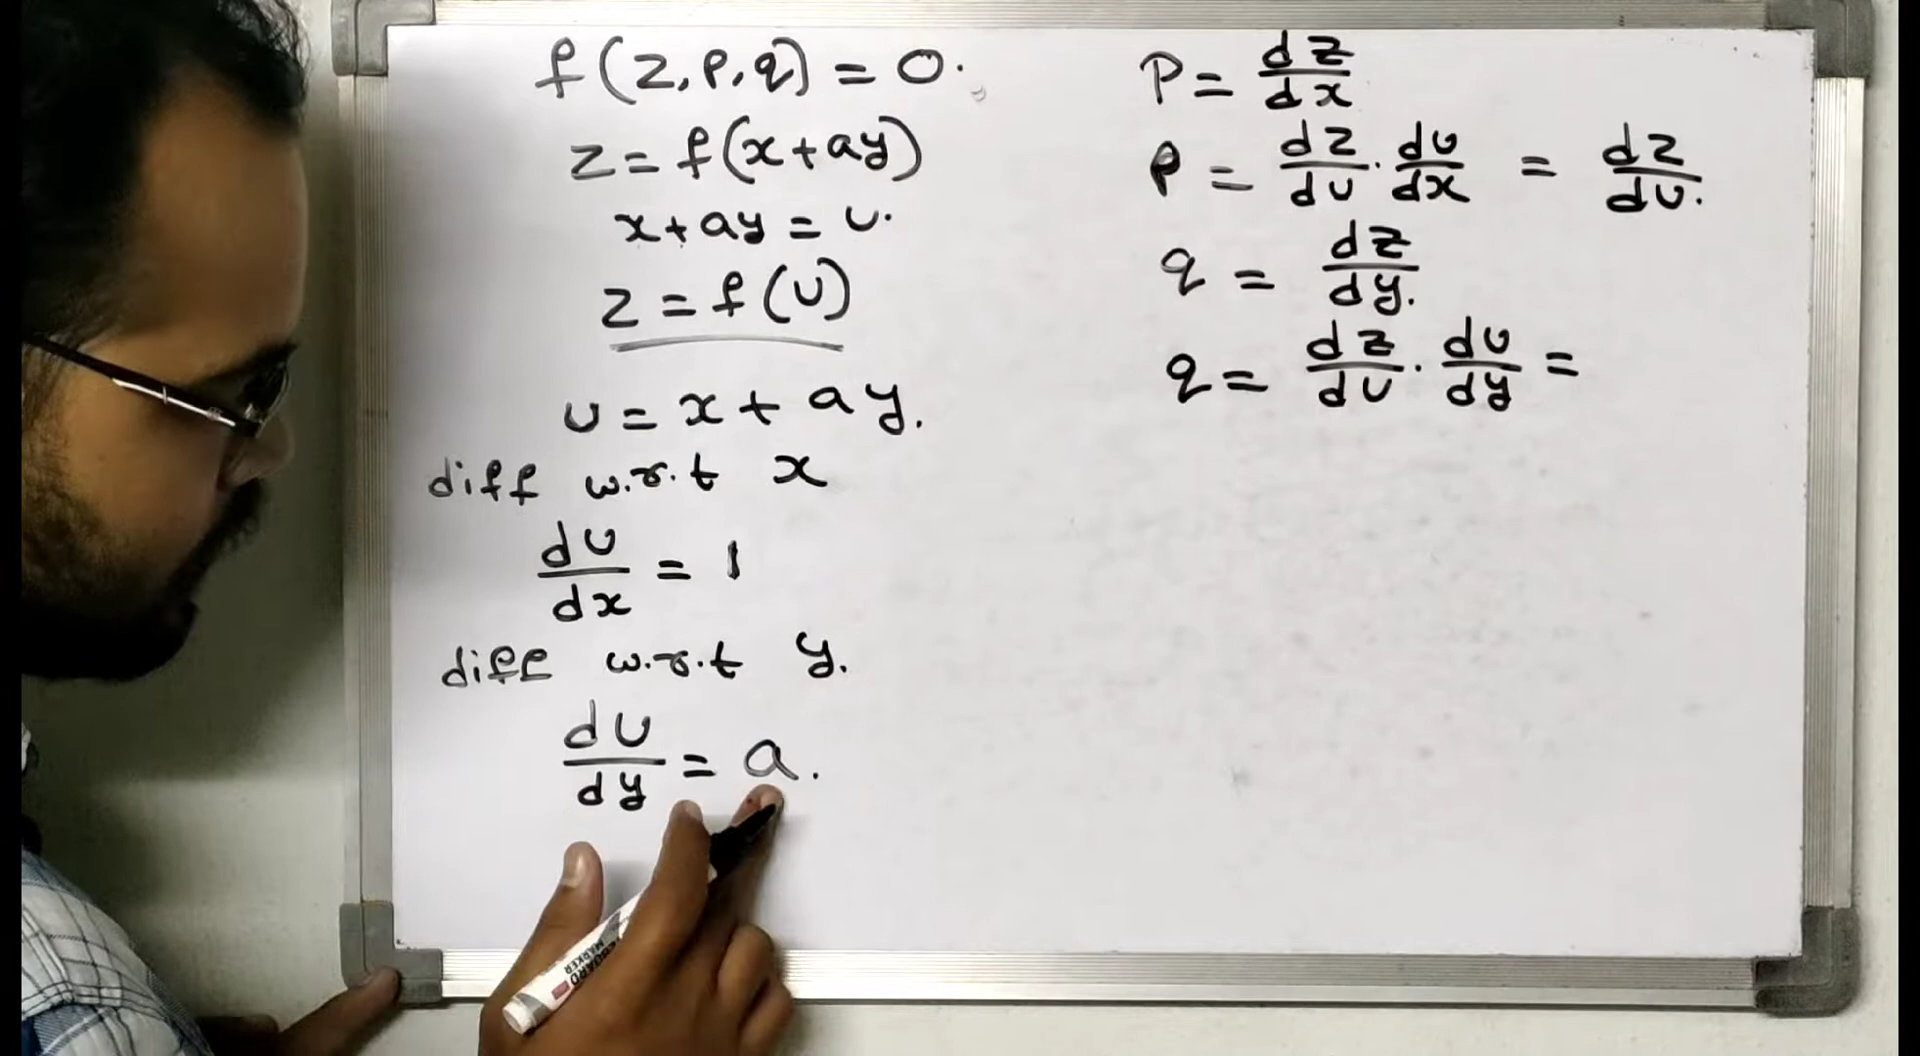 f(z,p,q) = 0.
z = f(x+ay)
x+ay = u.
z = f(u)
u = x + ay.
diff w.r.t x
du/dx = 1
diff w.r.t y.
du/dy = a.
P = dz/dx
P = dz/du . du/dx = dz/du.
q = dz/dy.
q = dz/du . du/dy =
MARKER